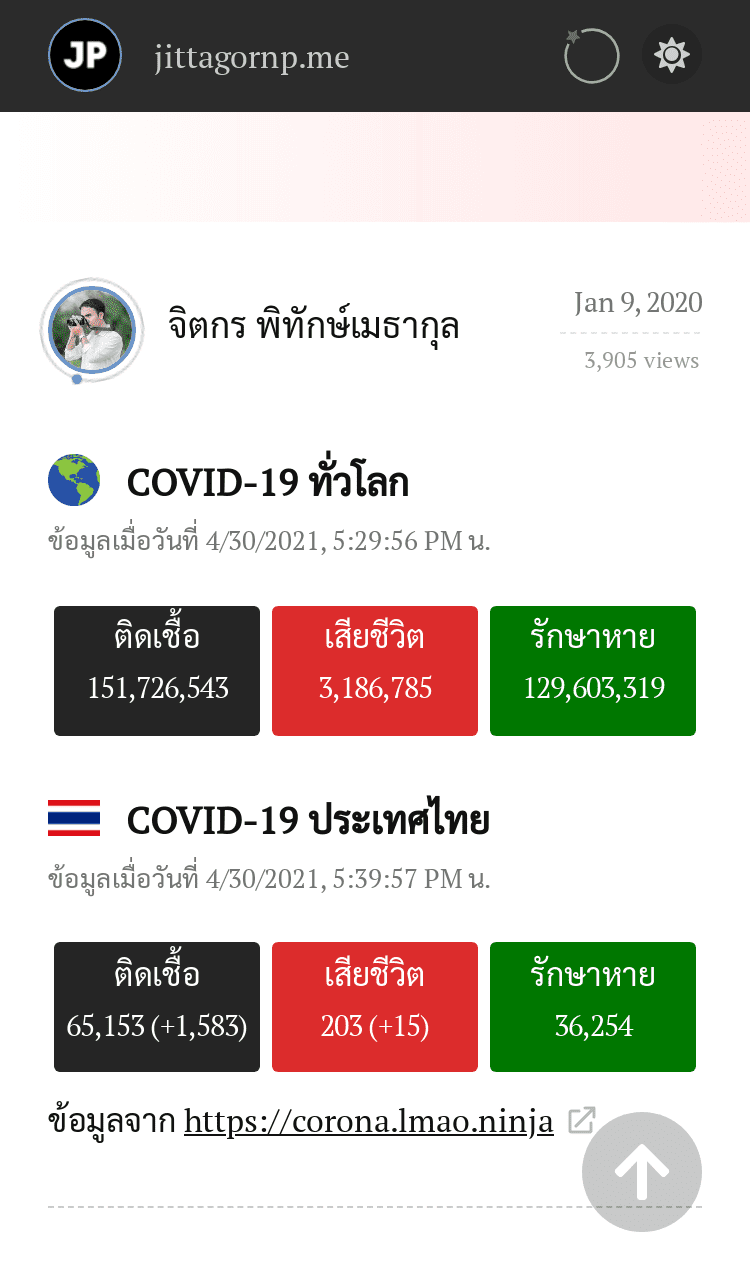 JP
jittagornp.me
จิตกร พิทักษ์เมธากุล
Jan 9, 2020
3,905 views
COVID-19 ทั่วโลก
ข้อมูลเมื่อวันที่ 4/30/2021, 5:29:56 PM น.
ติดเชื้อ
151,726,543
เสียชีวิต
3,186,785
รักษาหาย
129,603,319
COVID-19 ประเทศไทย
ข้อมูลเมื่อวันที่ 4/30/2021, 5:39:57 PM น.
ติดเชื้อ
65,153 (+1,583)
เสียชีวิต
203 (+15)
รักษาหาย
36,254
ข้อมูลจาก https://corona.lmao.ninja